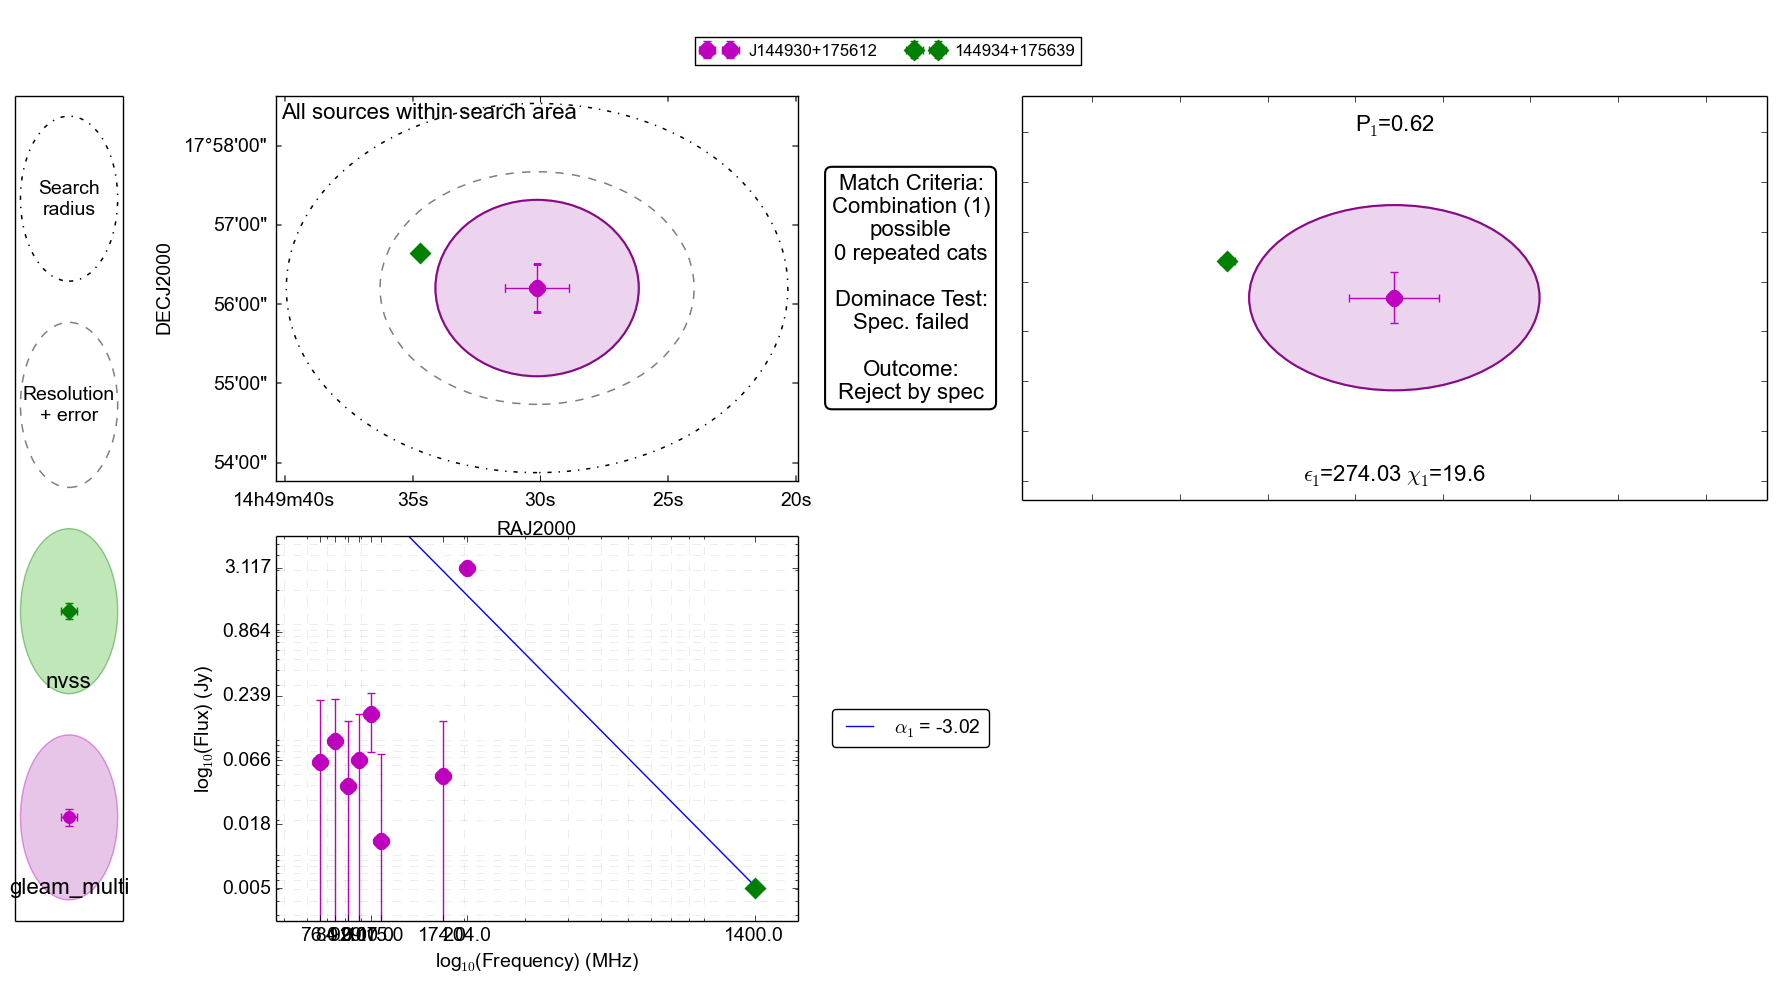 J144930+175612 144934+175639
Search
radius
Resolution
+ error
nvss
gleam_multi
All sources within search area
17°58'00"
57'00"
56'00"
55'00"
54'00"
DECJ2000
14h49m40s 35s 30s 25s 20s
RAJ2000
Match Criteria:
Combination (1)
possible
0 repeated cats
Dominace Test:
Spec. failed
Outcome:
Reject by spec
P₁=0.62
ϵ₁=274.03 χ₁=19.6
3.117
0.864
0.239
0.066
0.018
0.005
log₁₀(Flux) (Jy)
174.0 204.0 1400.0
log₁₀(Frequency) (MHz)
α₁ = -3.02